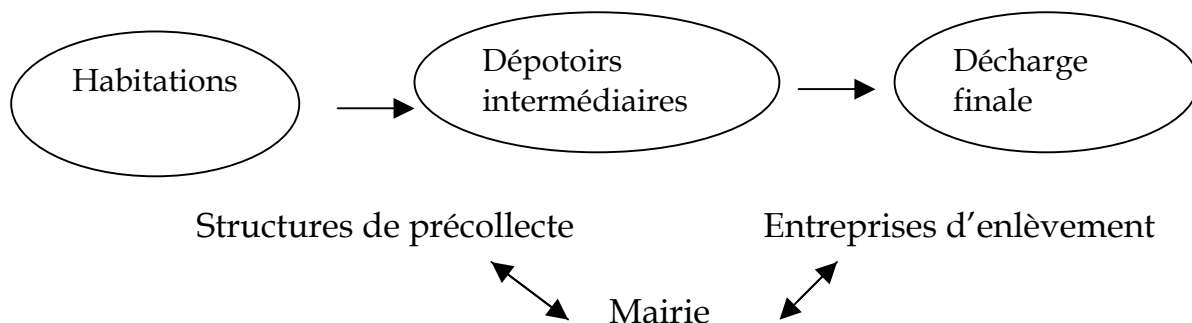 Habitations
Dépotoirs
intermédiaires
Décharge
finale
Structures de précollecte
Entreprises d’enlèvement
Mairie